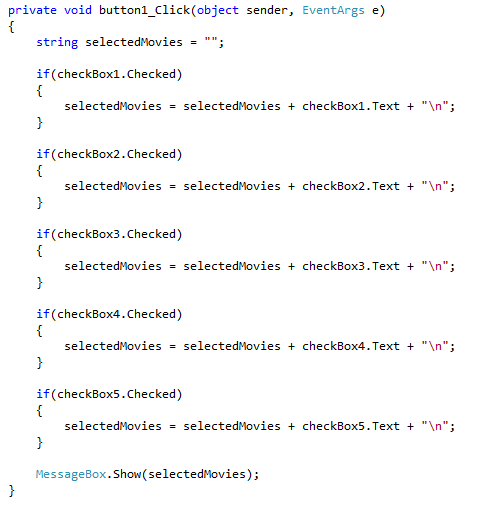 private void button1_Click(object sender, EventArgs e)
{
    string selectedMovies = "";

    if(checkBox1.Checked)
    {
        selectedMovies = selectedMovies + checkBox1.Text + "\n";
    }

    if(checkBox2.Checked)
    {
        selectedMovies = selectedMovies + checkBox2.Text + "\n";
    }

    if(checkBox3.Checked)
    {
        selectedMovies = selectedMovies + checkBox3.Text + "\n";
    }

    if(checkBox4.Checked)
    {
        selectedMovies = selectedMovies + checkBox4.Text + "\n";
    }

    if(checkBox5.Checked)
    {
        selectedMovies = selectedMovies + checkBox5.Text + "\n";
    }

    MessageBox.Show(selectedMovies);
}